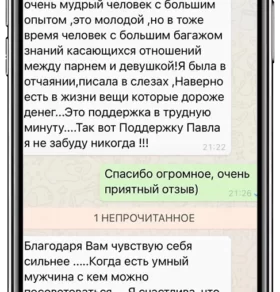 очень мудрый человек с большим
опытом ,это молодой ,но в тоже
время человек с большим багажом
знаний касающихся отношений
между парнем и девушкой!Я была в
отчаянии,писала в слезах ,Наверно
есть в жизни вещи которые дороже
денег...Это поддержка в трудную
минуту....Так вот Поддержку Павла
я не забуду никогда !!!
21:22
Спасибо огромное, очень
приятный отзыв)
21:26
1 НЕПРОЧИТАННОЕ
Благодаря Вам чувствую себя
сильнее .....Когда есть умный
мужчина с кем можно